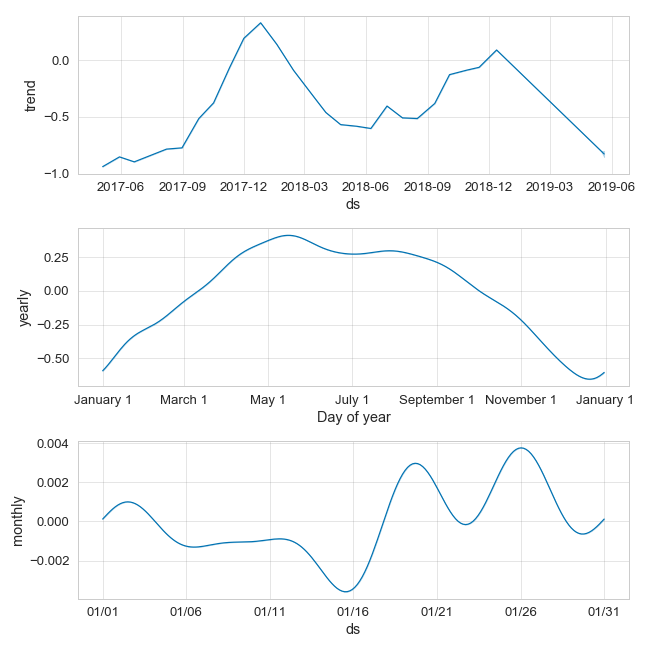 trend
0.0
−0.5
−1.0
2017-06 2017-09 2017-12 2018-03 2018-06 2018-09 2018-12 2019-03 2019-06
ds
yearly
0.25
0.00
−0.25
−0.50
January 1 March 1 May 1 July 1 September 1 November 1 January 1
Day of year
monthly
0.004
0.002
0.000
−0.002
01/01 01/06 01/11 01/16 01/21 01/26 01/31
ds